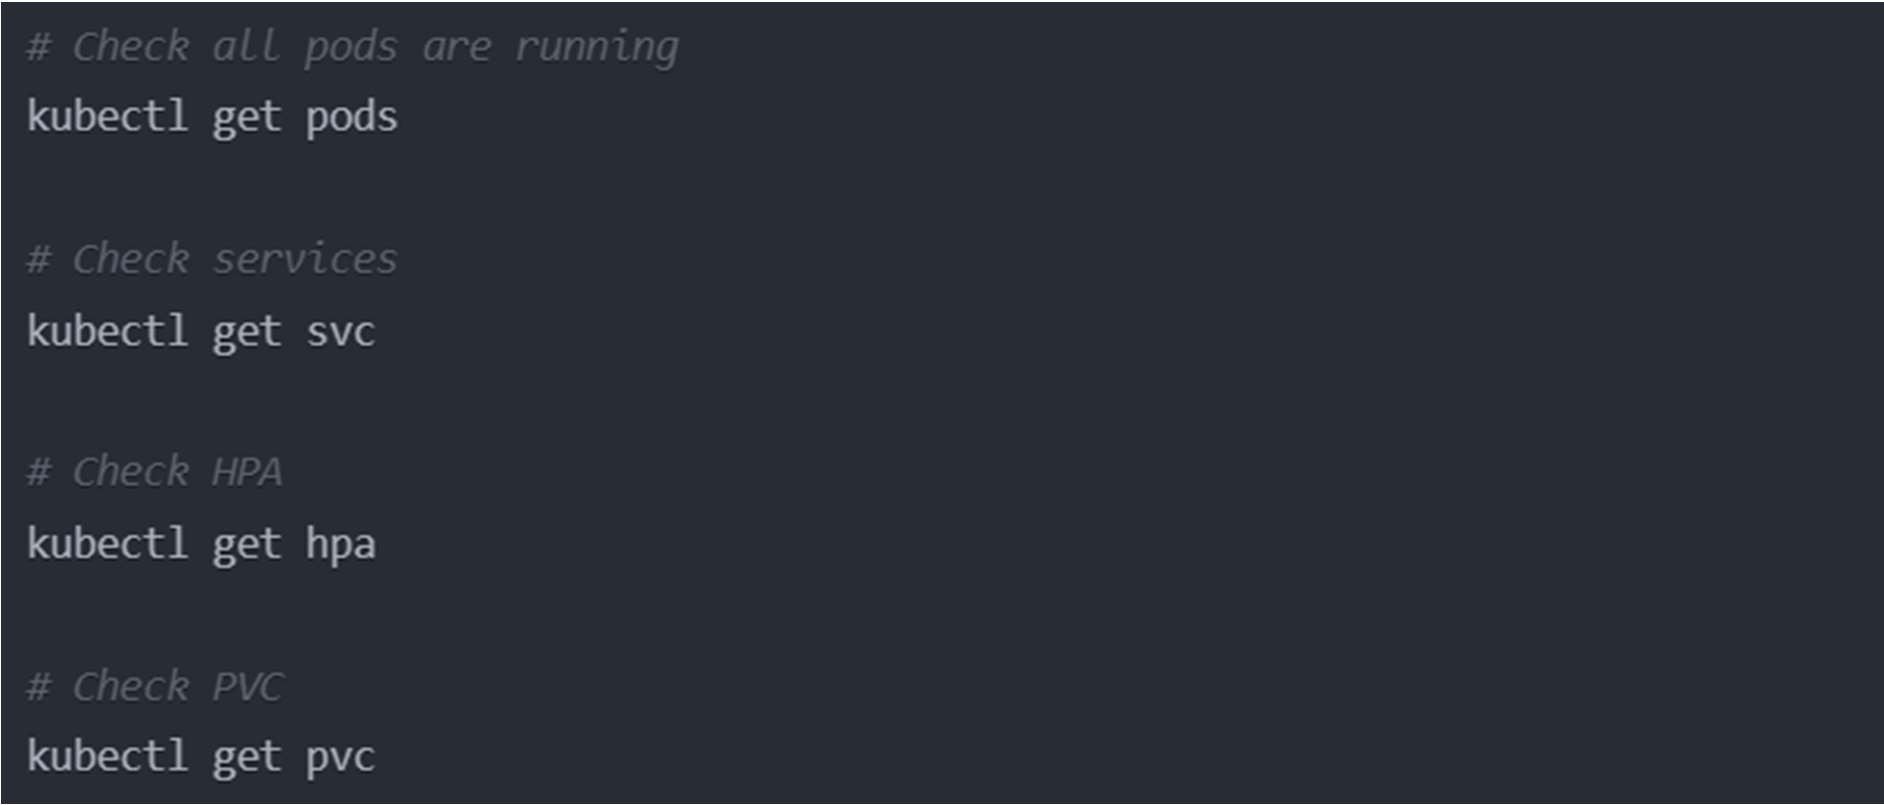 # Check all pods are running
kubectl get pods
# Check services
kubectl get svc
# Check HPA
kubectl get hpa
# Check PVC
kubectl get pvc